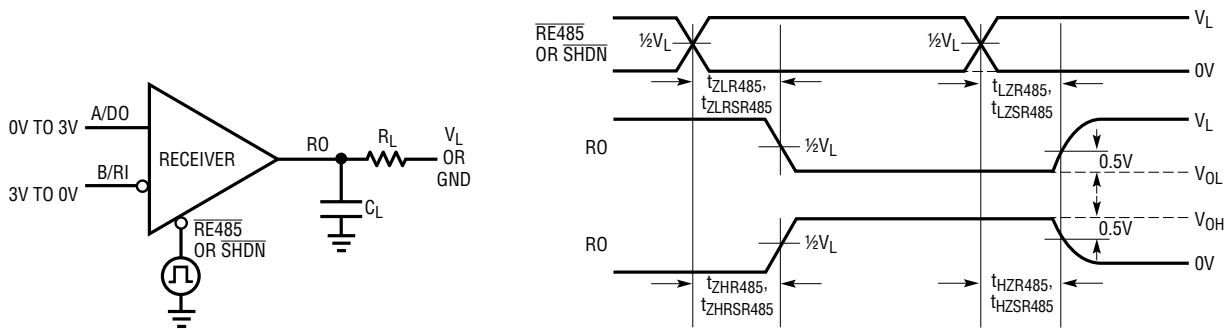 A/DO
0V TO 3V
B/RI
3V TO 0V
RECEIVER
RO
RL
VL
OR
GND
CL
RE485
OR SHDN
RE485
OR SHDN
½VL
½VL
VL
0V
tZLR485,
tZLRSR485
tLZR485,
tLZSR485
RO
½VL
VL
0.5V
VOL
RO
½VL
VOH
0.5V
0V
tZHR485,
tZHRSR485
tHZR485,
tHZSR485